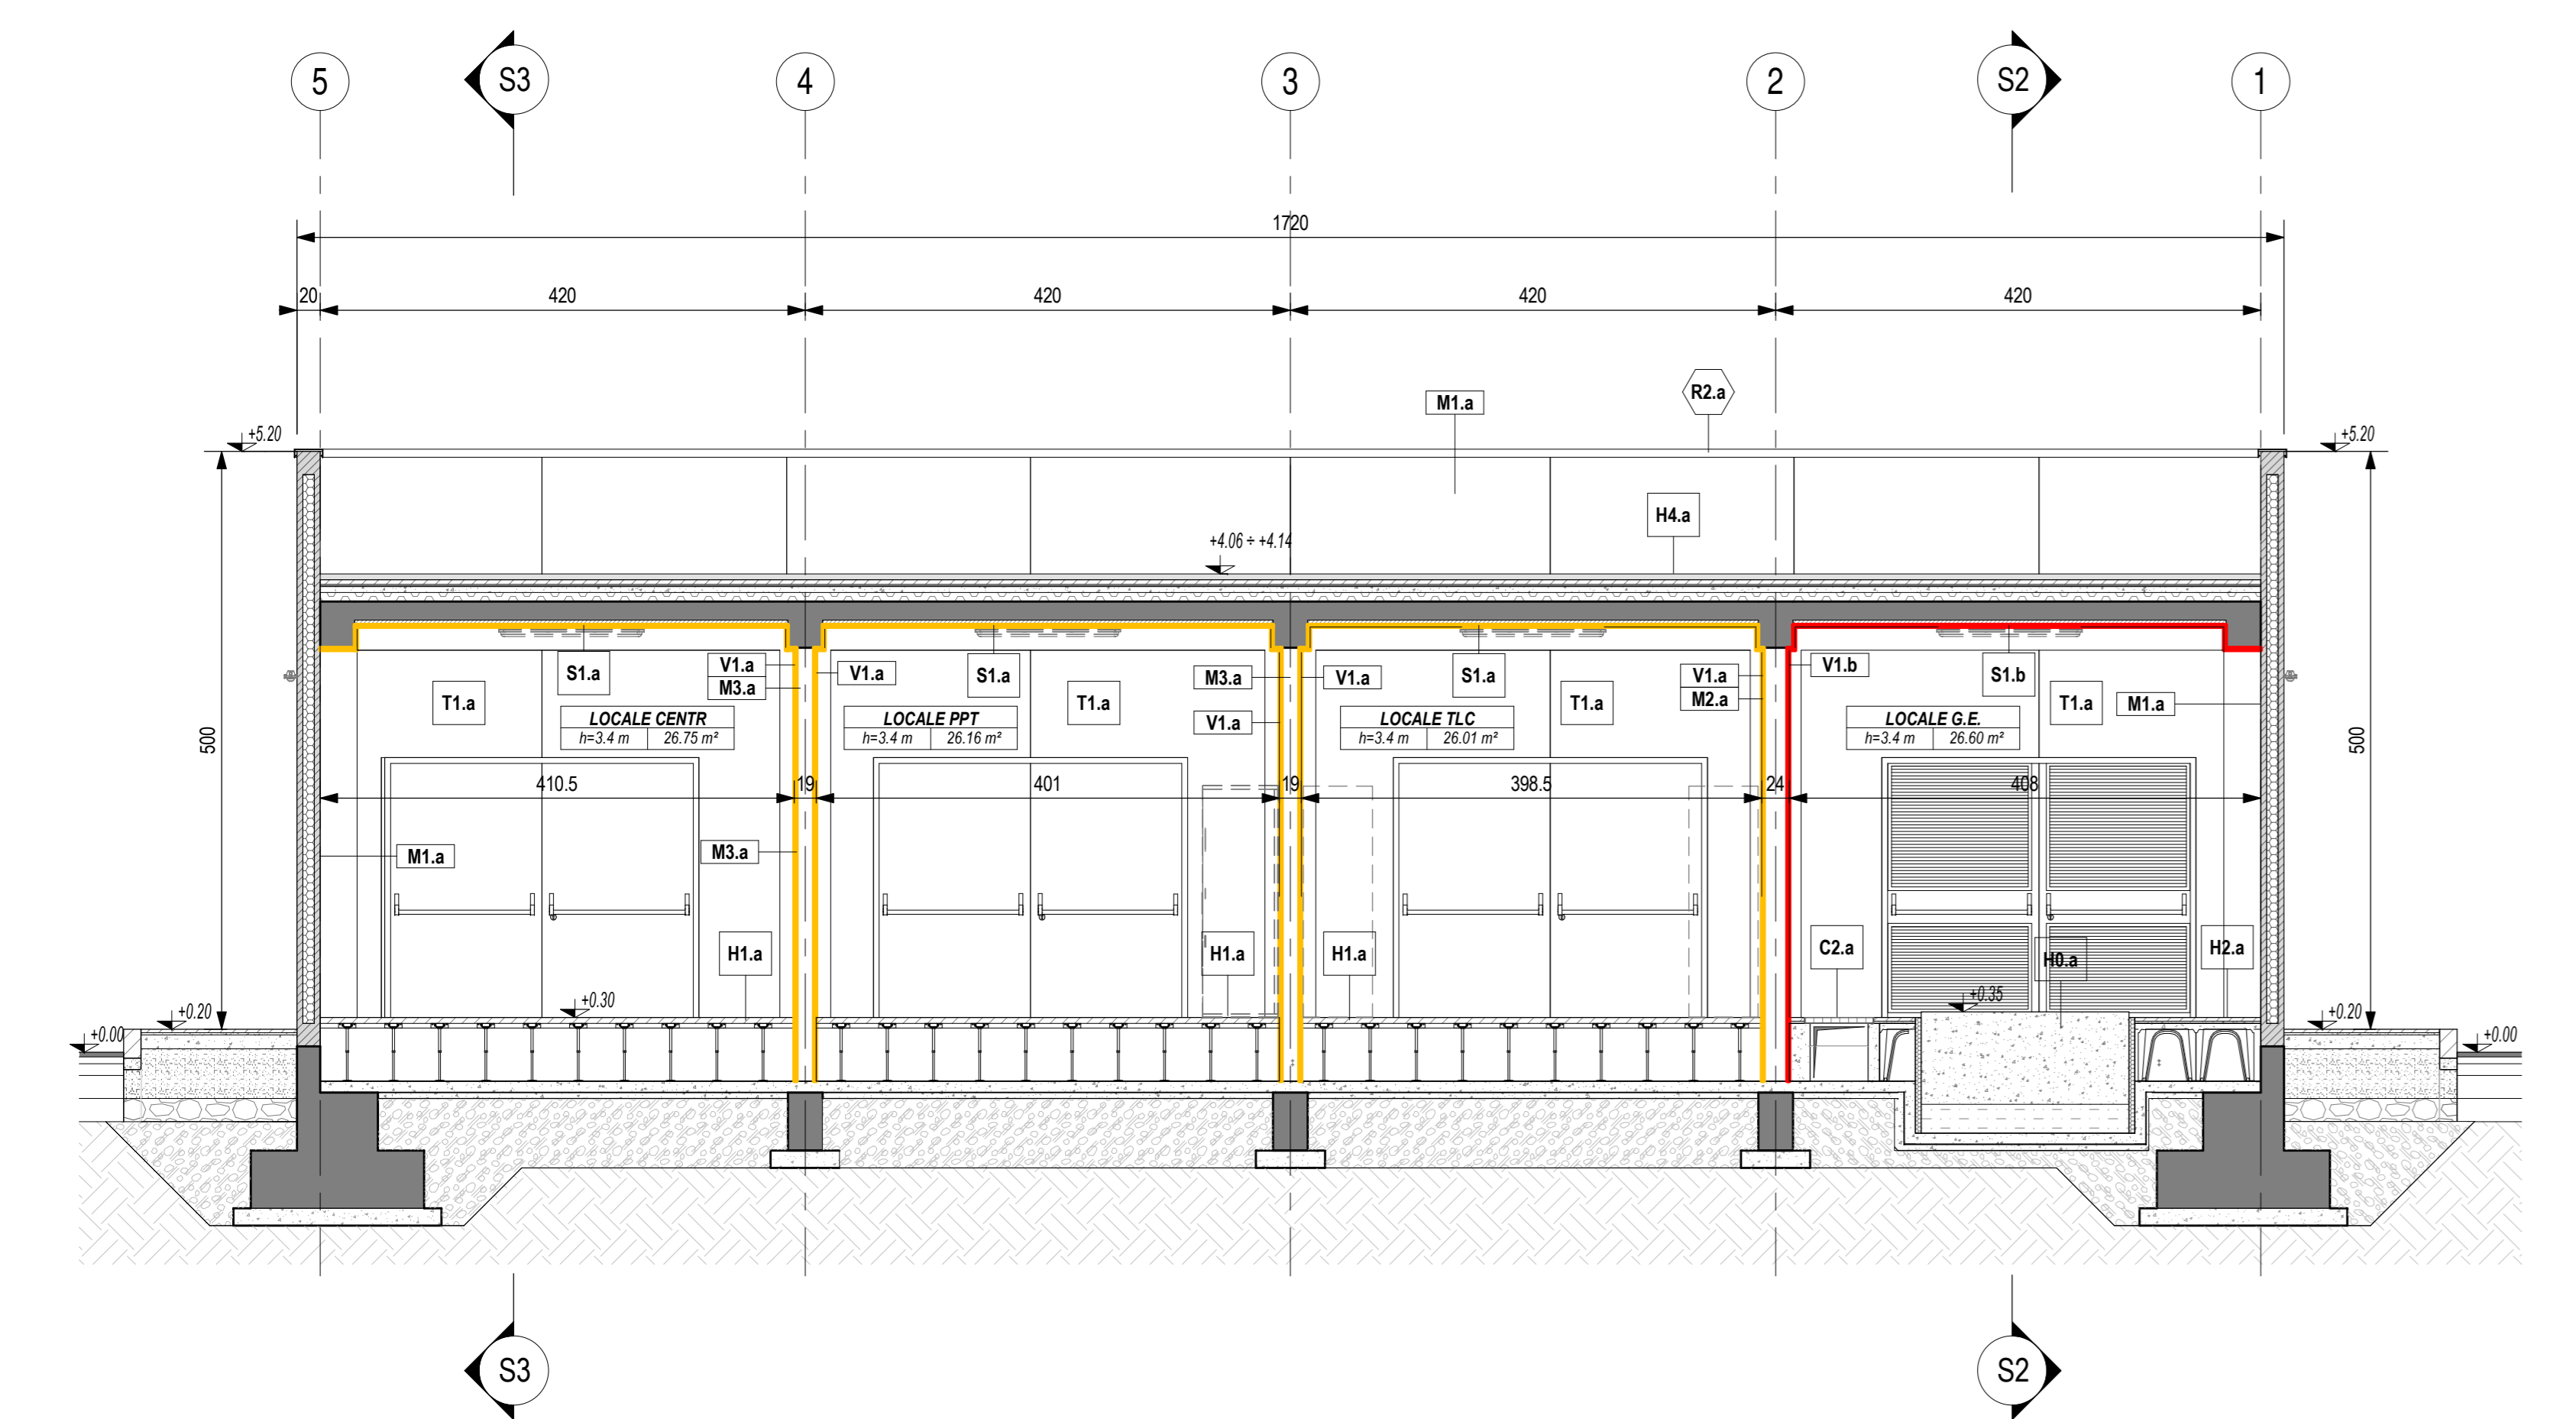 5
S3
4
3
2
S2
1
1720
20
420
420
420
420
R2.a
M1.a
+5.20
+5.20
H4.a
+4.06 ÷ +4.14
V1.a
M3.a
S1.a
V1.a
S1.a
M3.a
V1.a
S1.a
V1.a
M2.a
V1.b
S1.b
T1.a
T1.a
T1.a
T1.a
M1.a
LOCALE CENTR
h=3.4 m 26.75 m²
LOCALE PPT
h=3.4 m 26.16 m²
V1.a
LOCALE TLC
h=3.4 m 26.01 m²
LOCALE G.E.
h=3.4 m 26.60 m²
500
500
410.5
19
401
19
398.5
24
408
M1.a
M3.a
H1.a
H1.a
H1.a
C2.a
H0.a
H2.a
+0.30
+0.35
+0.20
+0.20
+0.00
+0.00
S3
S2